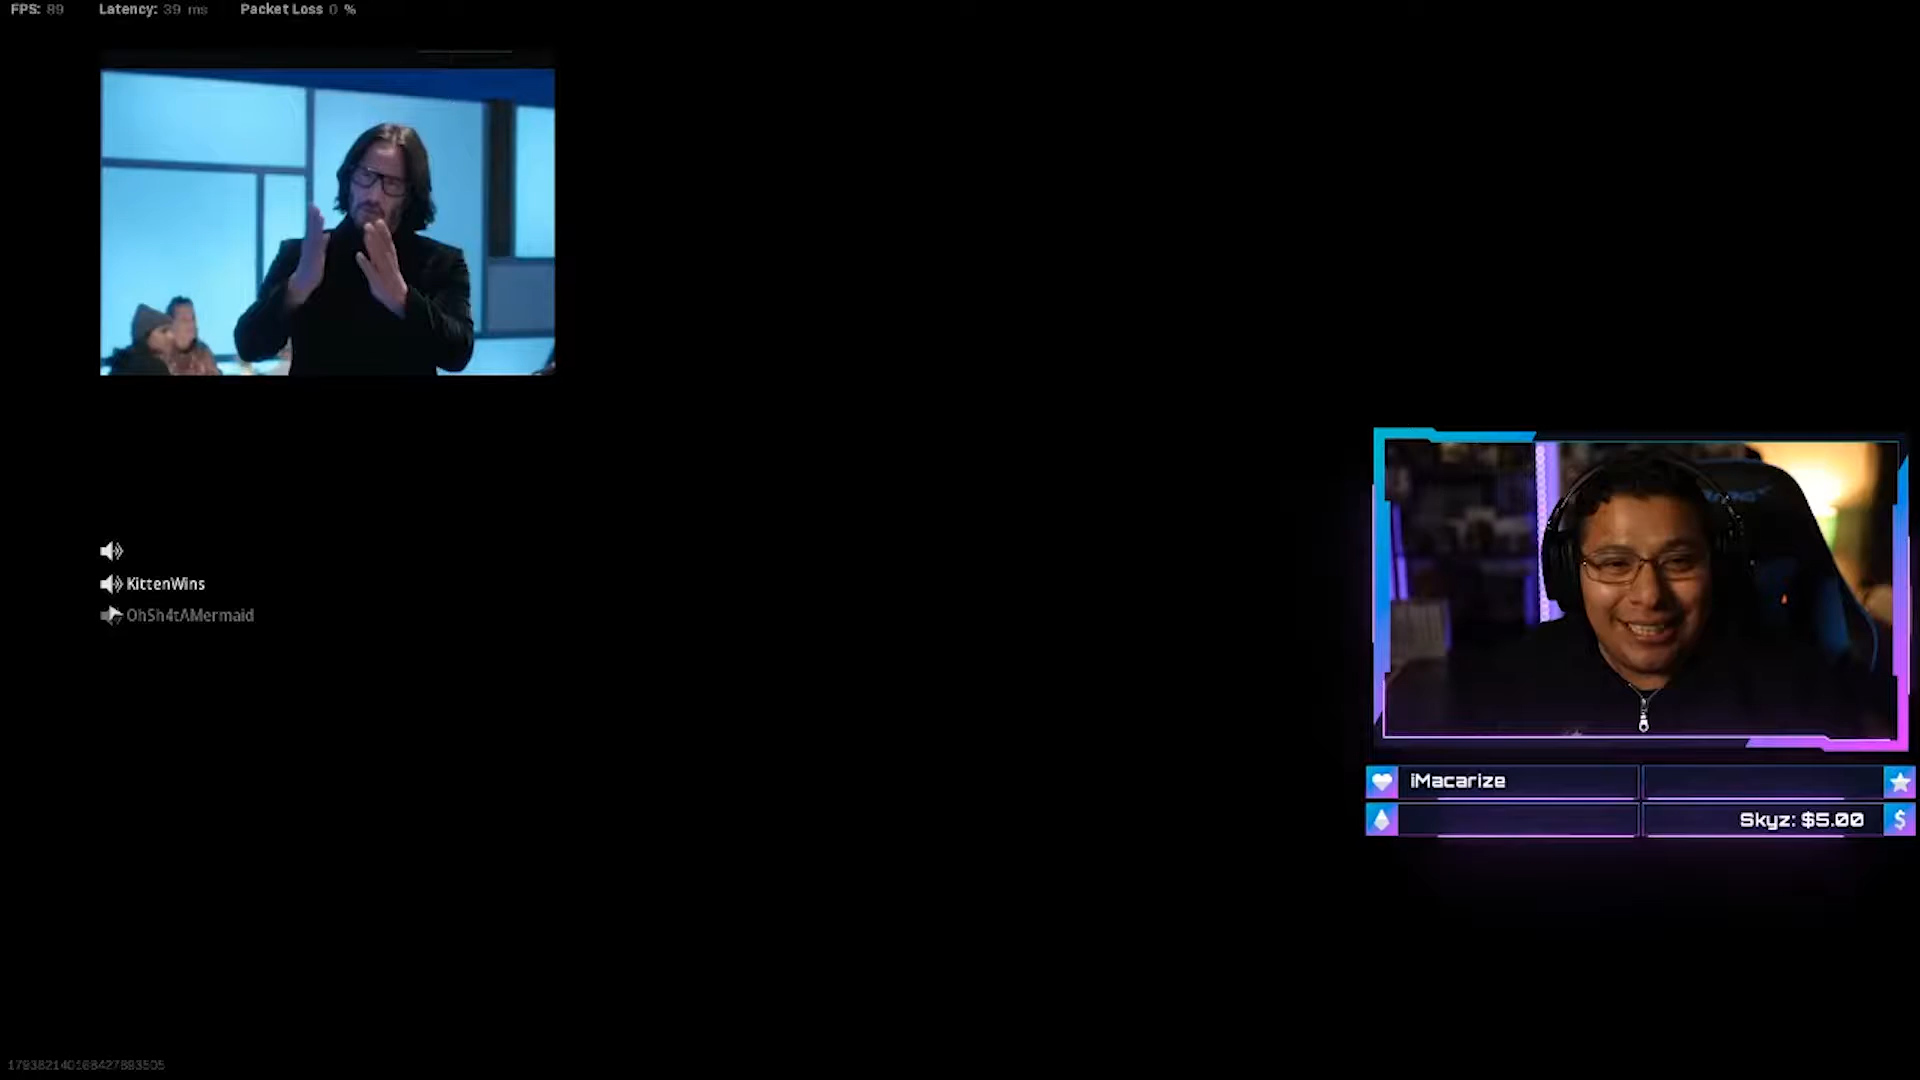 FPS: 89 Latency: 39 ms Packet Loss 0 %
KittenWins
OhSh4tAMermaid
iMacarize
Skyz: $5.00